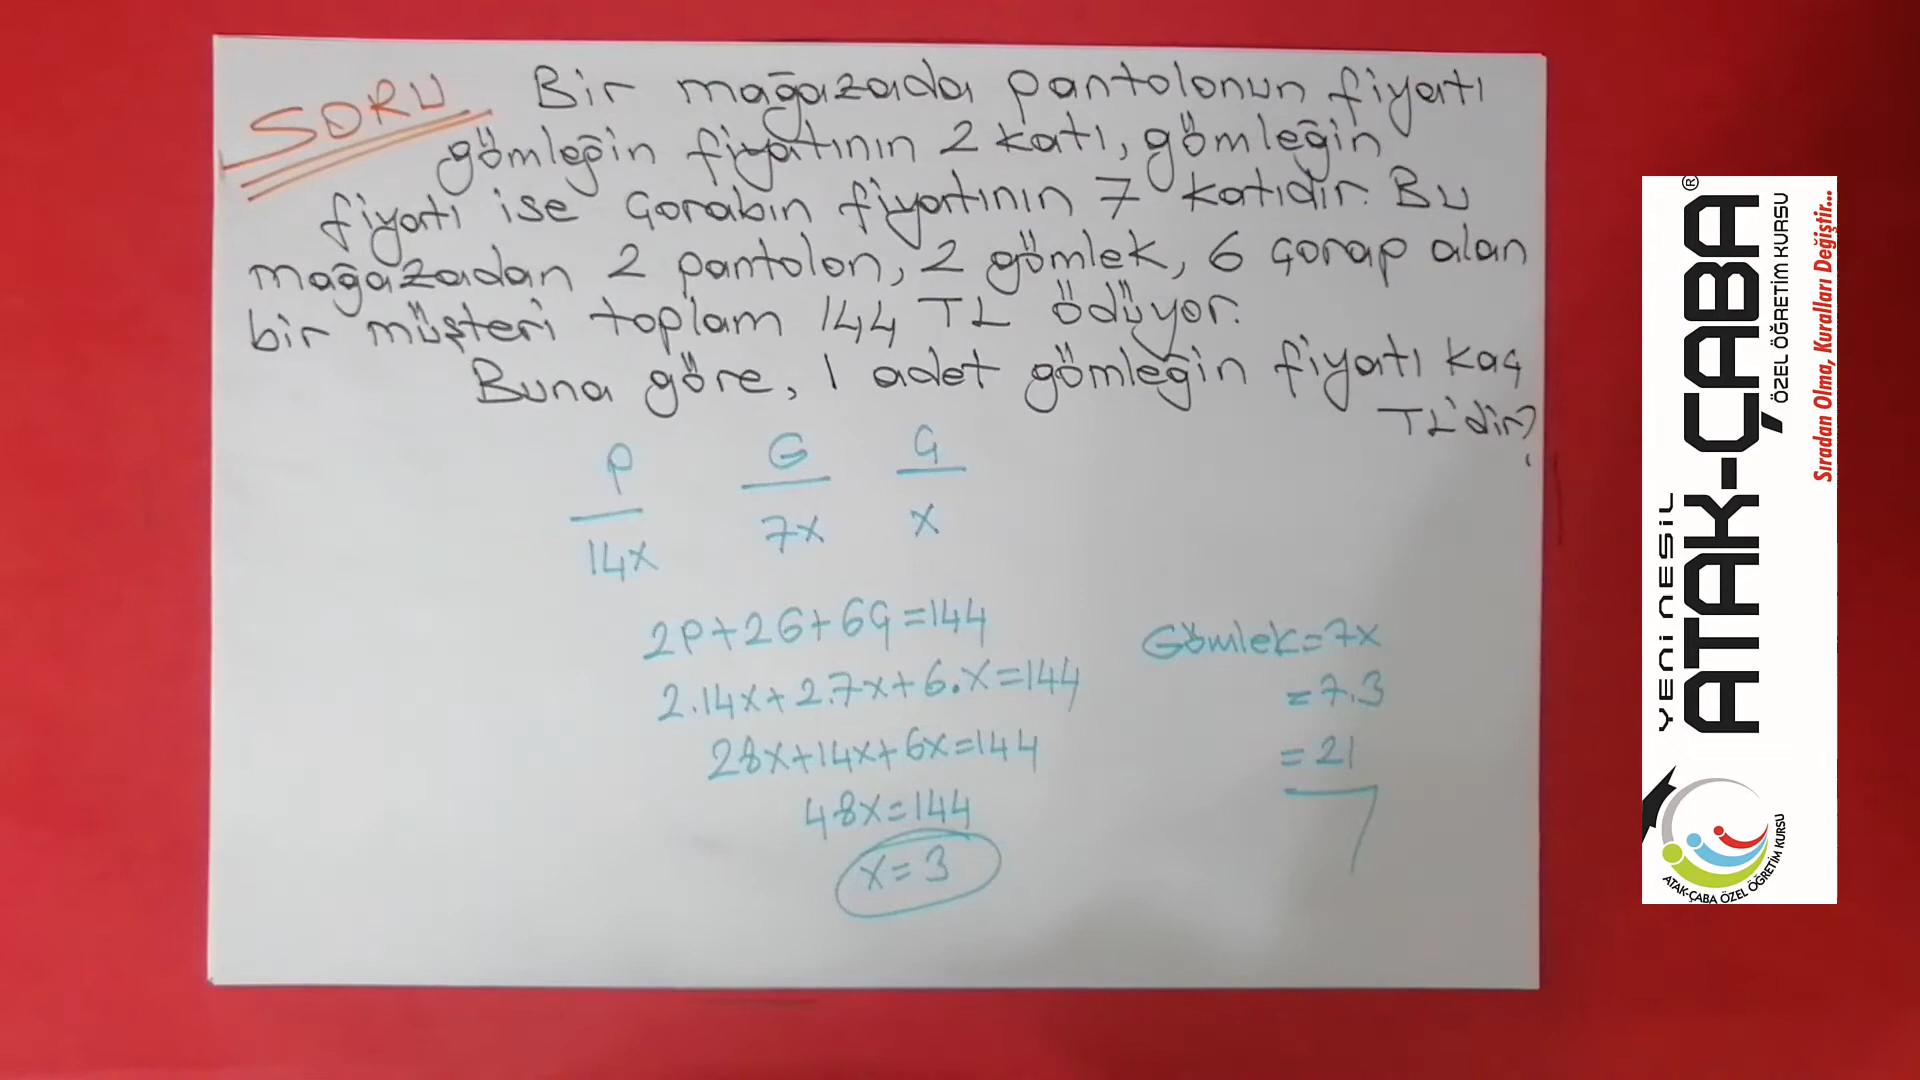 SORU Bir mağazada pantolonun fiyatı
gömleğin fiyatının 2 katı, gömleğin
fiyatı ise çorabın fiyatının 7 katıdır. Bu
mağazadan 2 pantolon, 2 gömlek, 6 çorap alan
bir müşteri toplam 144 TL ödüyor.
Buna göre, 1 adet gömleğin fiyatı kaç
TL'dir?
P G Ç
14x 7x x
2P+2G+6Ç=144
2.14x+2.7x+6.x=144
28x+14x+6x=144
48x=144
x=3
Gömlek=7x
=7.3
=21
YENİ NESİL
ATAK-ÇABA®
ÖZEL ÖĞRETİM KURSU
Sıradan Olma, Kuralları Değiştir...
ATAK-ÇABA ÖZEL ÖĞRETİM KURSU